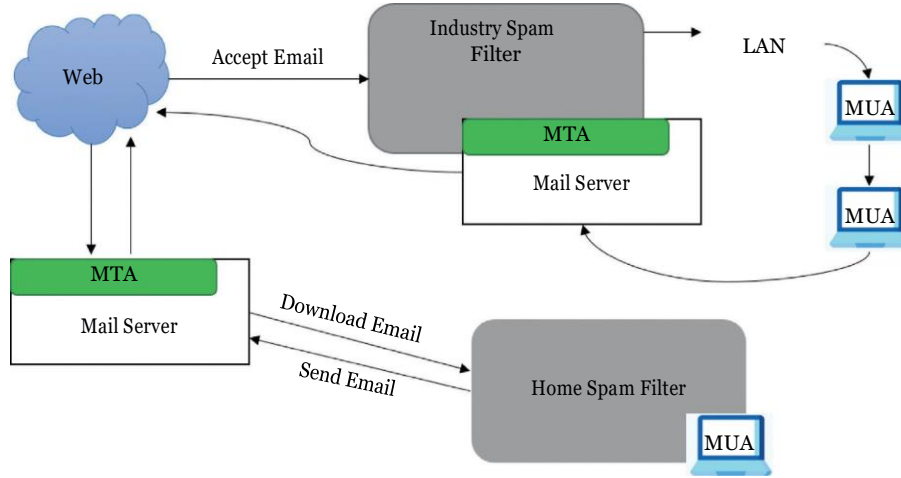 Industry Spam
Filter
LAN
Accept Email
Web
MUA
MTA
Mail Server
MUA
MTA
Mail Server
Download Email
Send Email
Home Spam Filter
MUA